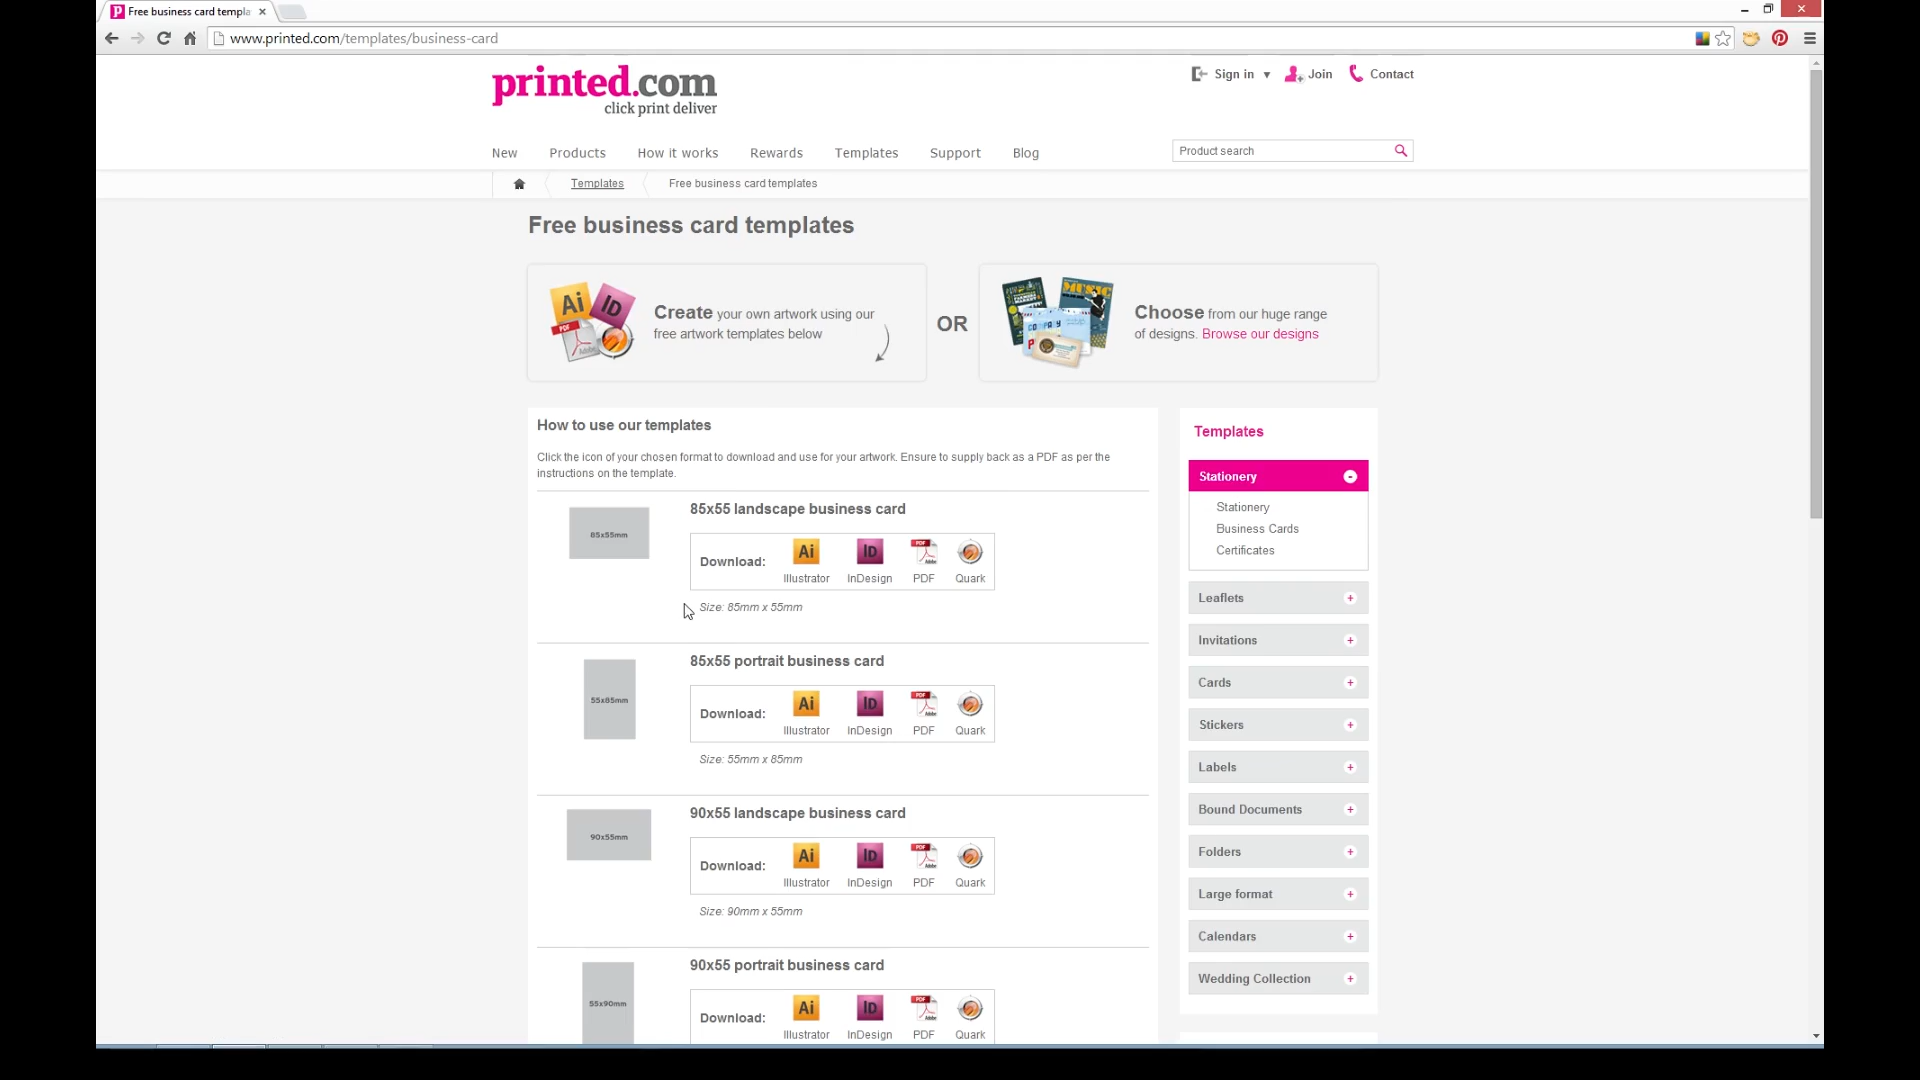 Free business card templa
www.printed.com/templates/business-card
printed.com
click print deliver
Sign in ▾ Join Contact
New Products How it works Rewards Templates Support Blog
Product search
Templates Free business card templates
Free business card templates
Ai ID PDF Adobe
Create your own artwork using our
free artwork templates below
OR
MUSIC
COMPANY
Choose from our huge range
of designs. Browse our designs
How to use our templates
Click the icon of your chosen format to download and use for your artwork. Ensure to supply back as a PDF as per the
instructions on the template.
85x55mm
85x55 landscape business card
Download: Illustrator InDesign PDF Quark
Size: 85mm x 55mm
55x85mm
85x55 portrait business card
Download: Illustrator InDesign PDF Quark
Size: 55mm x 85mm
90x55mm
90x55 landscape business card
Download: Illustrator InDesign PDF Quark
Size: 90mm x 55mm
55x90mm
90x55 portrait business card
Download: Illustrator InDesign PDF Quark
Templates
Stationery -
Stationery
Business Cards
Certificates
Leaflets +
Invitations +
Cards +
Stickers +
Labels +
Bound Documents +
Folders +
Large format +
Calendars +
Wedding Collection +